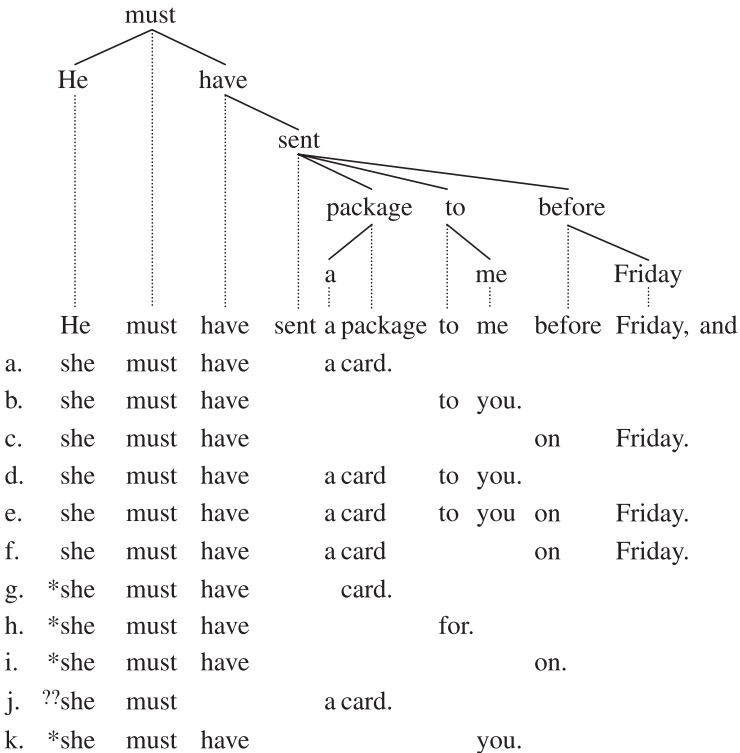 must
He have
sent
package to before
a me Friday
He must have sent a package to me before Friday, and
a. she must have a card.
b. she must have to you.
c. she must have on Friday.
d. she must have a card to you.
e. she must have a card to you on Friday.
f. she must have a card on Friday.
g. *she must have card.
h. *she must have for.
i. *she must have on.
j. ??she must a card.
k. *she must have you.